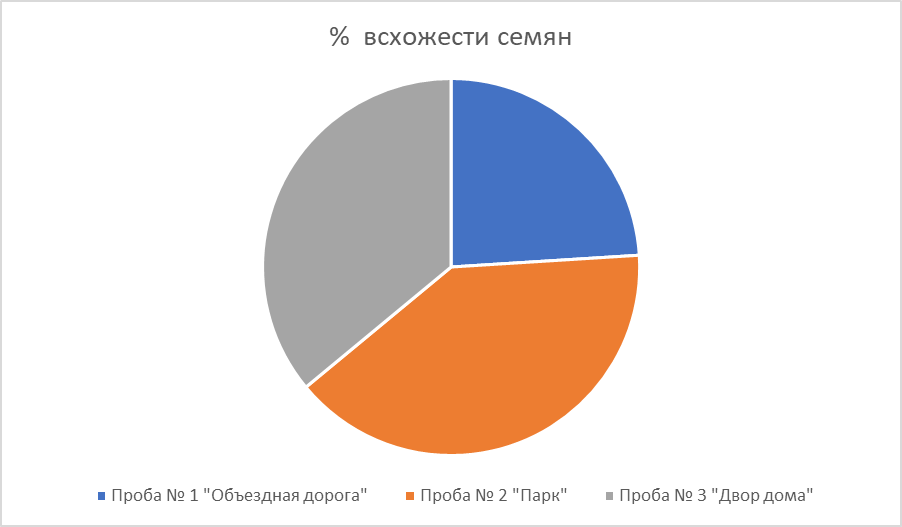 % всхожести семян
Проба № 1 "Объездная дорога"
Проба № 2 "Парк"
Проба № 3 "Двор дома"